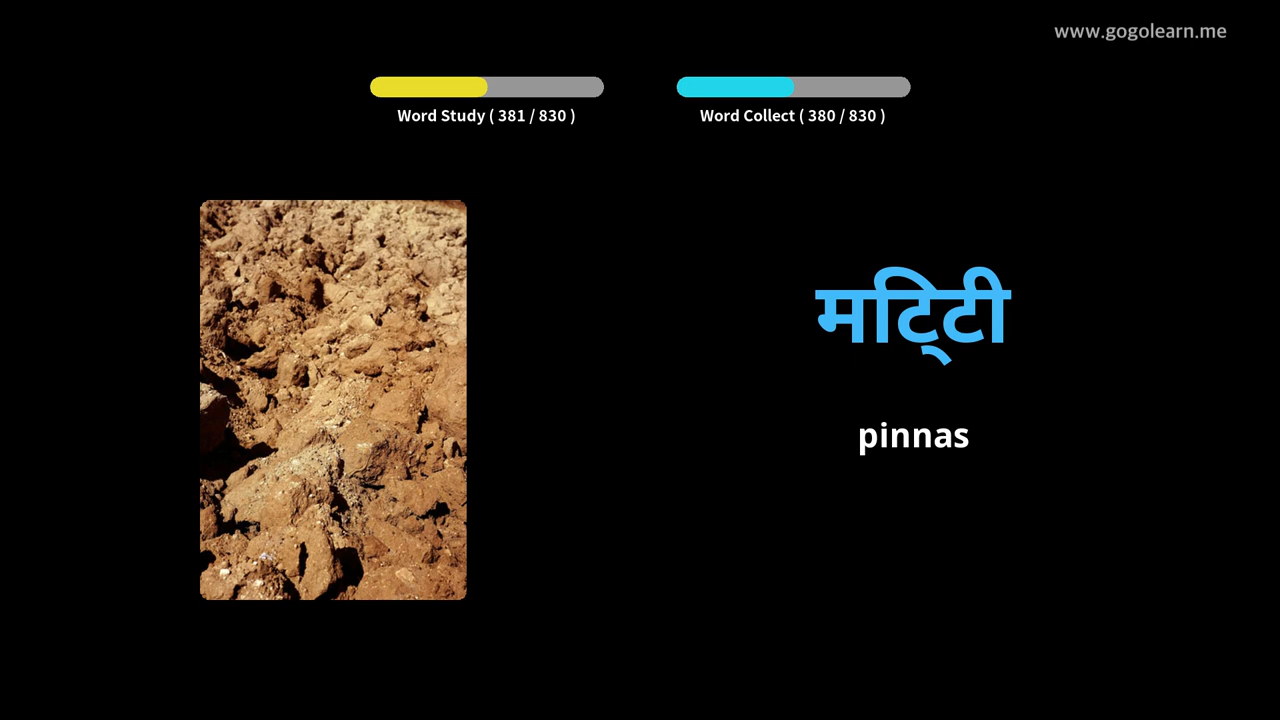 www.gogolearn.me
Word Study ( 381 / 830 )
Word Collect ( 380 / 830 )
मिट्टी
pinnas